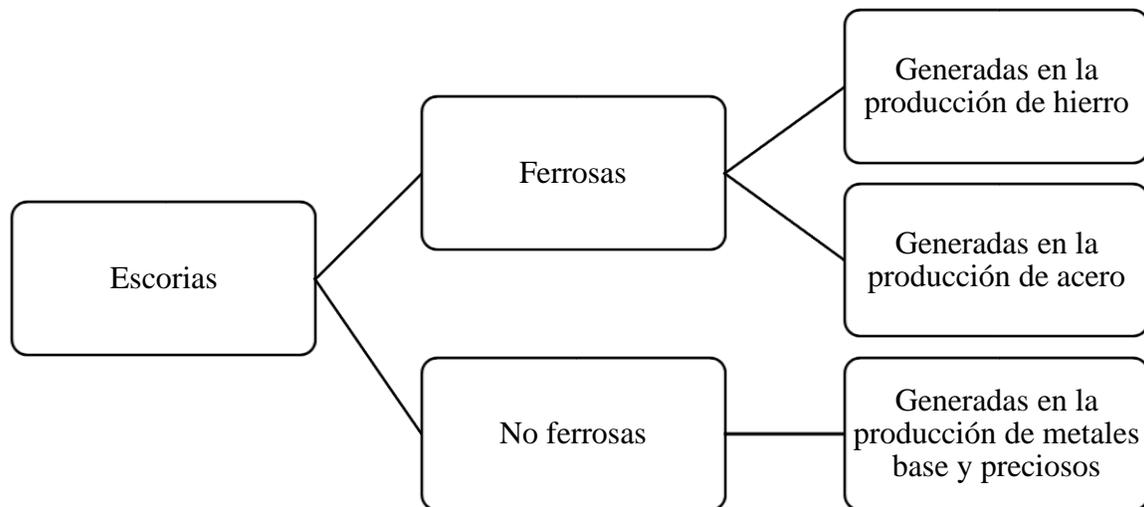 Escorias
Ferrosas
No ferrosas
Generadas en la
producción de hierro
Generadas en la
producción de acero
Generadas en la
producción de metales
base y preciosos